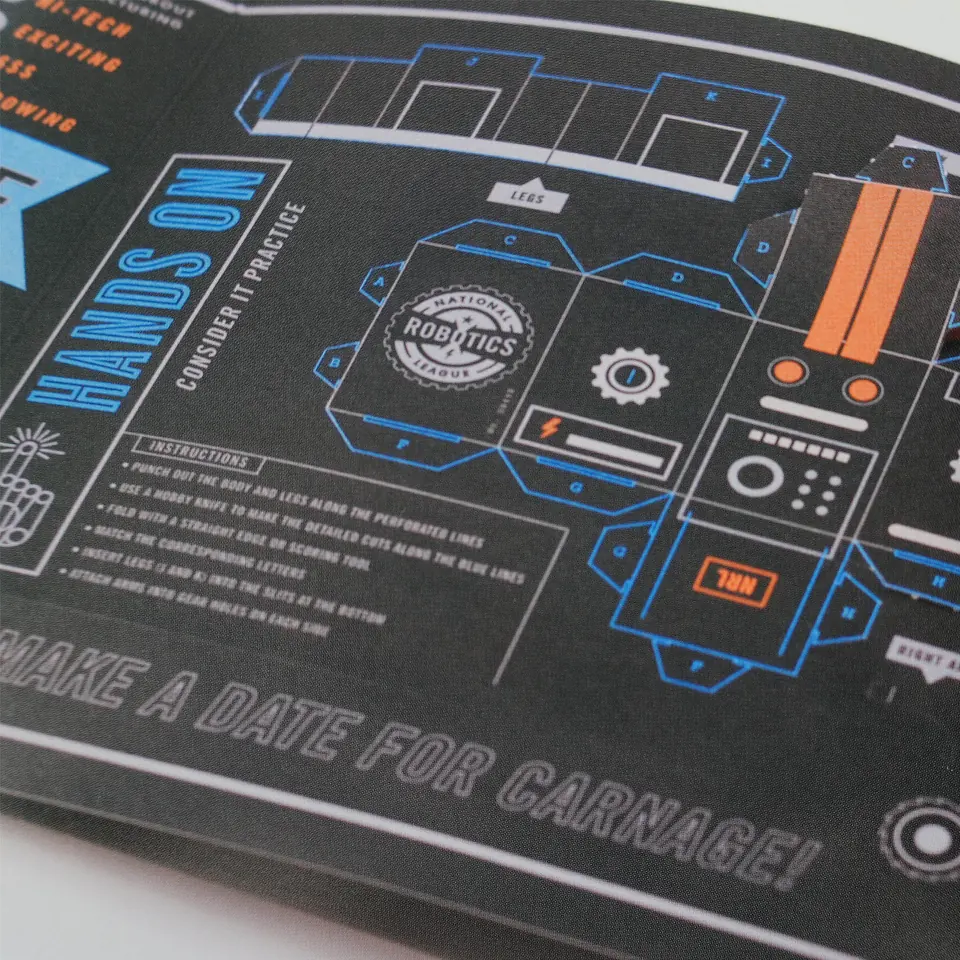 HI-TECH
EXCITING
HANDS ON
CONSIDER IT PRACTICE
INSTRUCTIONS
• PUNCH OUT THE BODY AND LEGS ALONG THE PERFORATED LINES
• USE A HOBBY KNIFE TO MAKE THE DETAILED CUTS ALONG THE BLUE LINES
• FOLD WITH A STRAIGHT EDGE OR SCORING TOOL
• MATCH THE CORRESPONDING LETTERS
• INSERT LEGS (J AND K) INTO THE SLITS AT THE BOTTOM
• ATTACH ARMS INTO GEAR HOLES ON EACH SIDE
I
J
K
I
LEGS
A
B
C
D
F
NATIONAL
ROBOTICS
LEAGUE
G
D
C
G
NRL
H
F
H
RIGHT
MAKE A DATE FOR CARNAGE!